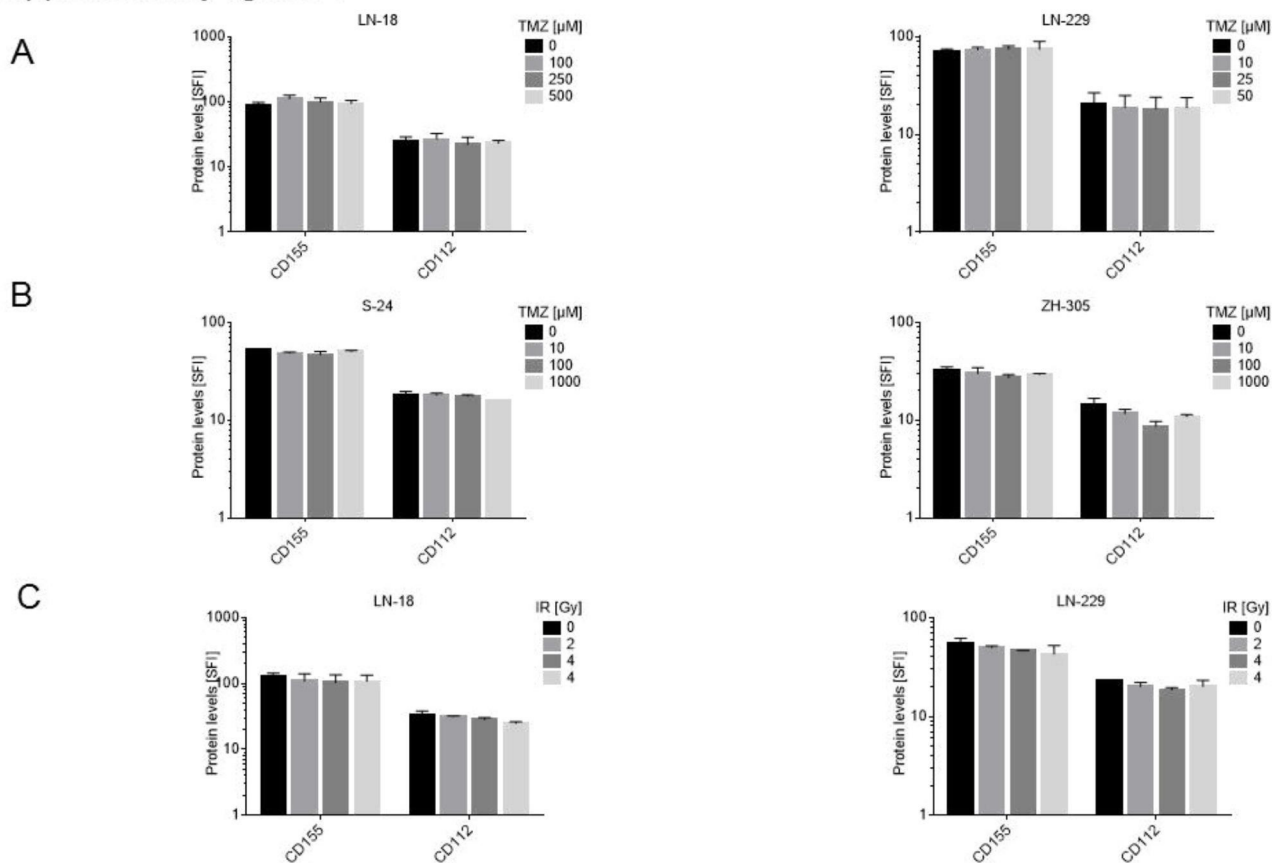 A
LN-18
Protein levels [SFI]
1000
100
10
1
CD155
CD112
TMZ [µM]
0
100
250
500
LN-229
Protein levels [SFI]
100
10
1
CD155
CD112
TMZ [µM]
0
10
25
50
B
S-24
Protein levels [SFI]
100
10
1
CD155
CD112
TMZ [µM]
0
10
100
1000
ZH-305
Protein levels [SFI]
100
10
1
CD155
CD112
TMZ [µM]
0
10
100
1000
C
LN-18
Protein levels [SFI]
1000
100
10
1
CD155
CD112
IR [Gy]
0
2
4
4
LN-229
Protein levels [SFI]
100
10
1
CD155
CD112
IR [Gy]
0
2
4
4